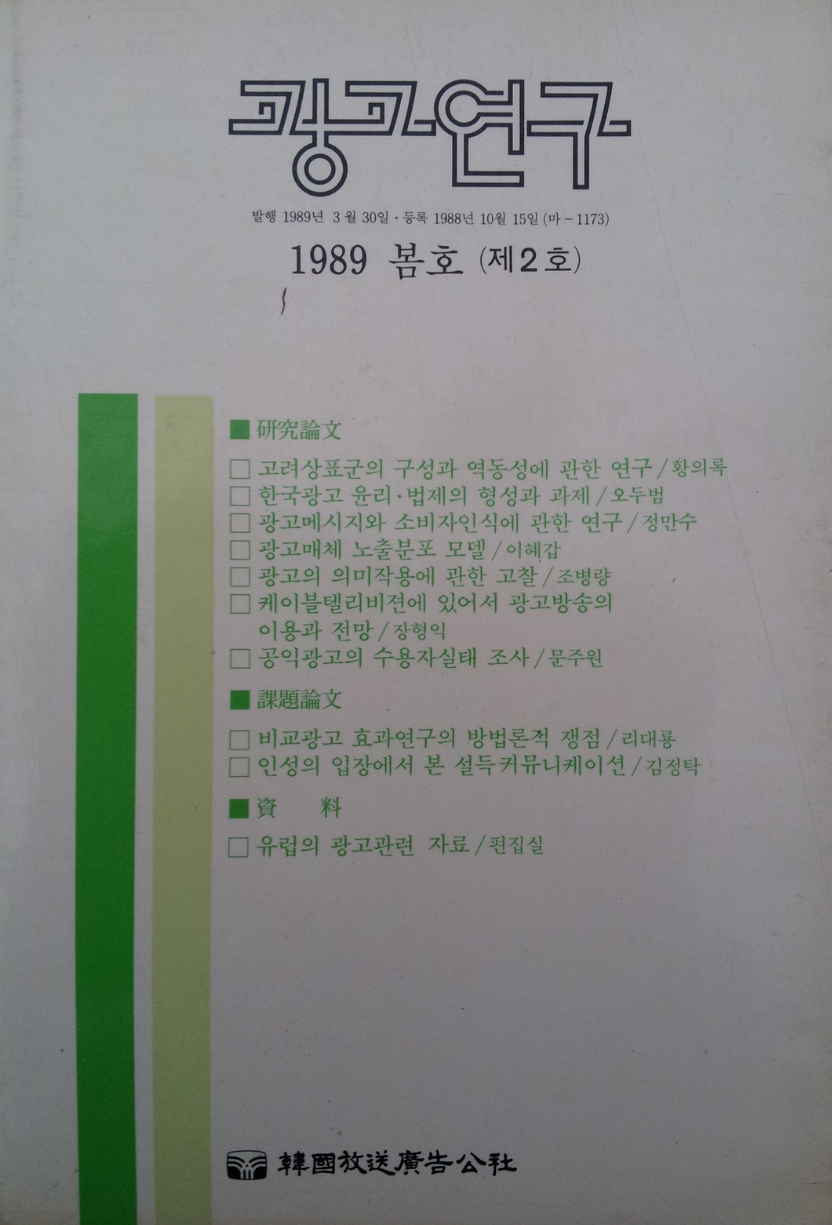 광고연구
발행 1989년 3월 30일·등록 1988년 10월 15일 (마-1173)
1989 봄호 (제2호)
■ 研究論文
□ 고려상표군의 구성과 역동성에 관한 연구/황의록
□ 한국광고 윤리·법제의 형성과 과제/오두범
□ 광고메시지와 소비자인식에 관한 연구/정만수
□ 광고매체 노출분포 모델/이혜갑
□ 광고의 의미작용에 관한 고찰/조병량
□ 케이블텔리비젼에 있어서 광고방송의
이용과 전망/장형익
□ 공익광고의 수용자실태 조사/문주원
■ 課題論文
□ 비교광고 효과연구의 방법론적 쟁점/리대룡
□ 인성의 입장에서 본 설득커뮤니케이션/김정탁
■ 資 料
□ 유럽의 광고관련 자료/편집실
韓國放送廣告公社